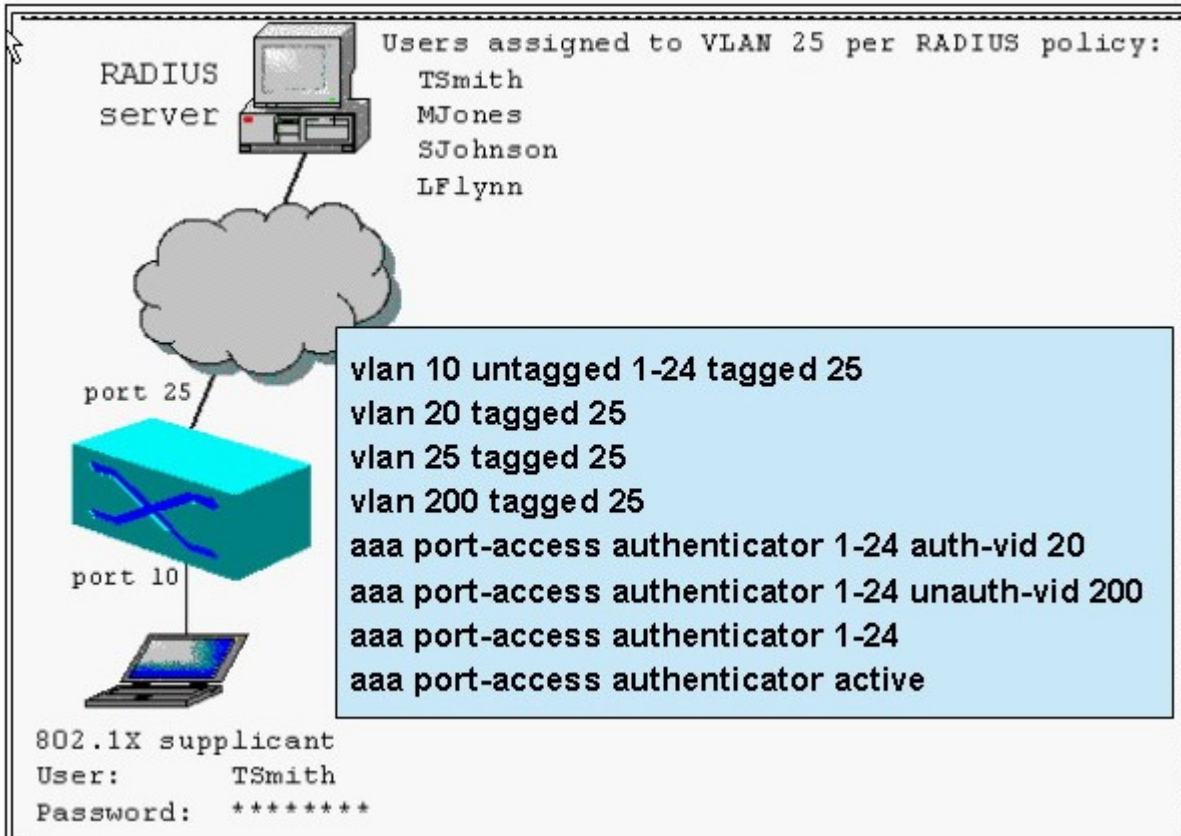 RADIUS
server
Users assigned to VLAN 25 per RADIUS policy:
TSmith
MJones
SJohnson
LFlynn
port 25
vlan 10 untagged 1-24 tagged 25
vlan 20 tagged 25
vlan 25 tagged 25
vlan 200 tagged 25
aaa port-access authenticator 1-24 auth-vid 20
aaa port-access authenticator 1-24 unauth-vid 200
aaa port-access authenticator 1-24
aaa port-access authenticator active
port 10
802.1X supplicant
User: TSmith
Password: ********